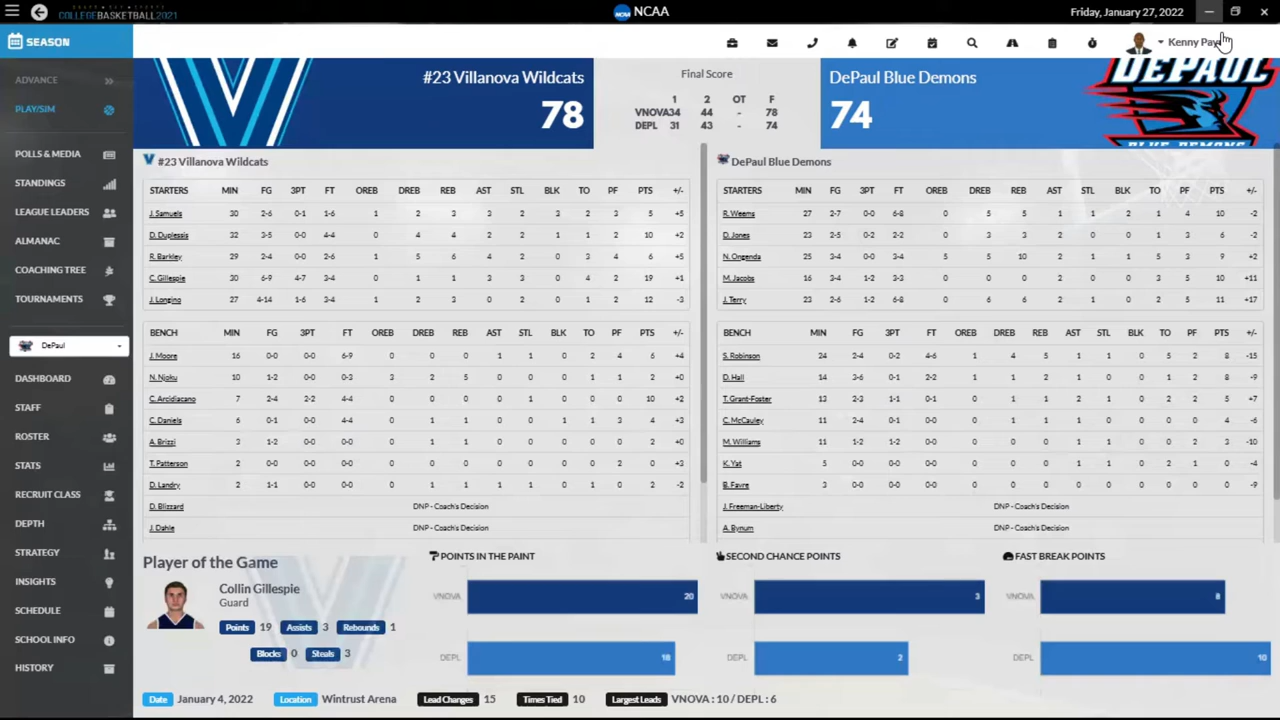 DRAFT DAY SPORTS
COLLEGE BASKETBALL 2021
NCAA
Friday, January 27, 2022
SEASON
Kenny Pay
ADVANCE
PLAY/SIM
POLLS & MEDIA
STANDINGS
LEAGUE LEADERS
ALMANAC
COACHING TREE
TOURNAMENTS
DePaul
DASHBOARD
STAFF
ROSTER
STATS
RECRUIT CLASS
DEPTH
STRATEGY
INSIGHTS
SCHEDULE
SCHOOL INFO
HISTORY
#23 Villanova Wildcats
78
Final Score
1 2 OT F
VNOVA 34 44 - 78
DEPL 31 43 - 74
DePaul Blue Demons
74
DEPAUL
BLUE DEMONS
#23 Villanova Wildcats
STARTERS MIN FG 3PT FT OREB DREB REB AST STL BLK TO PF PTS +/-
J. Samuels 30 2-6 0-1 1-6 1 2 3 3 2 3 2 3 5 +5
D. Duplessis 32 3-5 0-0 4-4 0 4 4 2 2 1 1 2 10 +2
R. Barkley 29 2-4 0-0 2-6 1 5 6 4 2 0 3 4 6 +5
C. Gillespie 30 6-9 4-7 3-4 0 1 1 3 3 0 4 2 19 +1
J. Longino 27 4-14 1-6 3-4 1 2 3 0 2 0 1 2 12 -3
BENCH MIN FG 3PT FT OREB DREB REB AST STL BLK TO PF PTS +/-
J. Moore 16 0-0 0-0 6-9 0 0 0 1 1 0 2 4 6 +4
N. Njoku 10 1-2 0-0 0-3 3 2 5 0 0 0 1 1 2 +0
C. Arcidiacano 7 2-4 2-2 4-4 0 0 0 0 1 0 0 0 10 +2
C. Daniels 6 0-1 0-0 4-4 0 1 1 0 0 1 1 3 4 +3
A. Brizzi 3 1-2 0-0 0-0 0 1 1 0 0 0 0 0 2 +0
T. Patterson 2 0-0 0-0 0-0 0 0 0 0 0 0 0 2 0 +3
D. Landry 2 1-1 0-0 0-0 0 1 1 1 1 0 1 0 2 -2
D. Blizzard DNP - Coach's Decision
J. Dahle DNP - Coach's Decision
DePaul Blue Demons
STARTERS MIN FG 3PT FT OREB DREB REB AST STL BLK TO PF PTS +/-
R. Weems 27 2-7 0-0 6-8 0 5 5 1 1 2 1 4 10 -2
D. Jones 23 2-5 0-2 2-2 0 3 3 2 0 0 1 3 6 -2
N. Ongenda 25 3-4 0-0 3-4 5 5 10 0 1 1 5 3 9 +2
M. Jacobs 16 3-4 1-2 3-3 0 0 0 2 0 0 3 5 10 +11
J. Terry 23 2-6 1-2 6-8 0 6 6 2 1 0 2 5 11 +17
BENCH MIN FG 3PT FT OREB DREB REB AST STL BLK TO PF PTS +/-
S. Robinson 24 2-4 0-2 4-6 1 4 5 1 1 0 5 2 8 -15
D. Hall 14 3-6 0-1 2-2 1 1 2 1 0 0 1 2 8 -9
T. Grant-Foster 13 2-3 1-1 0-1 0 1 1 2 1 0 2 2 5 +7
C. McCauley 11 2-4 0-1 0-0 0 1 1 0 0 0 0 0 4 -6
M. Williams 11 1-2 1-2 0-0 0 1 1 0 1 0 2 2 3 -10
K. Yat 5 0-0 0-0 0-0 0 0 0 1 1 0 2 1 0 -4
B. Favre 3 0-0 0-0 0-0 0 0 0 0 0 0 0 0 0 -9
J. Freeman-Liberty DNP - Coach's Decision
A. Bynum DNP - Coach's Decision
Player of the Game
Collin Gillespie
Guard
Points 19 Assists 3 Rebounds 1
Blocks 0 Steals 3
POINTS IN THE PAINT
VNOVA 20
DEPL 18
SECOND CHANCE POINTS
VNOVA 3
DEPL 2
FAST BREAK POINTS
VNOVA 8
DEPL 10
Date January 4, 2022 Location Wintrust Arena Lead Changes 15 Times Tied 10 Largest Leads VNOVA : 10 / DEPL : 6